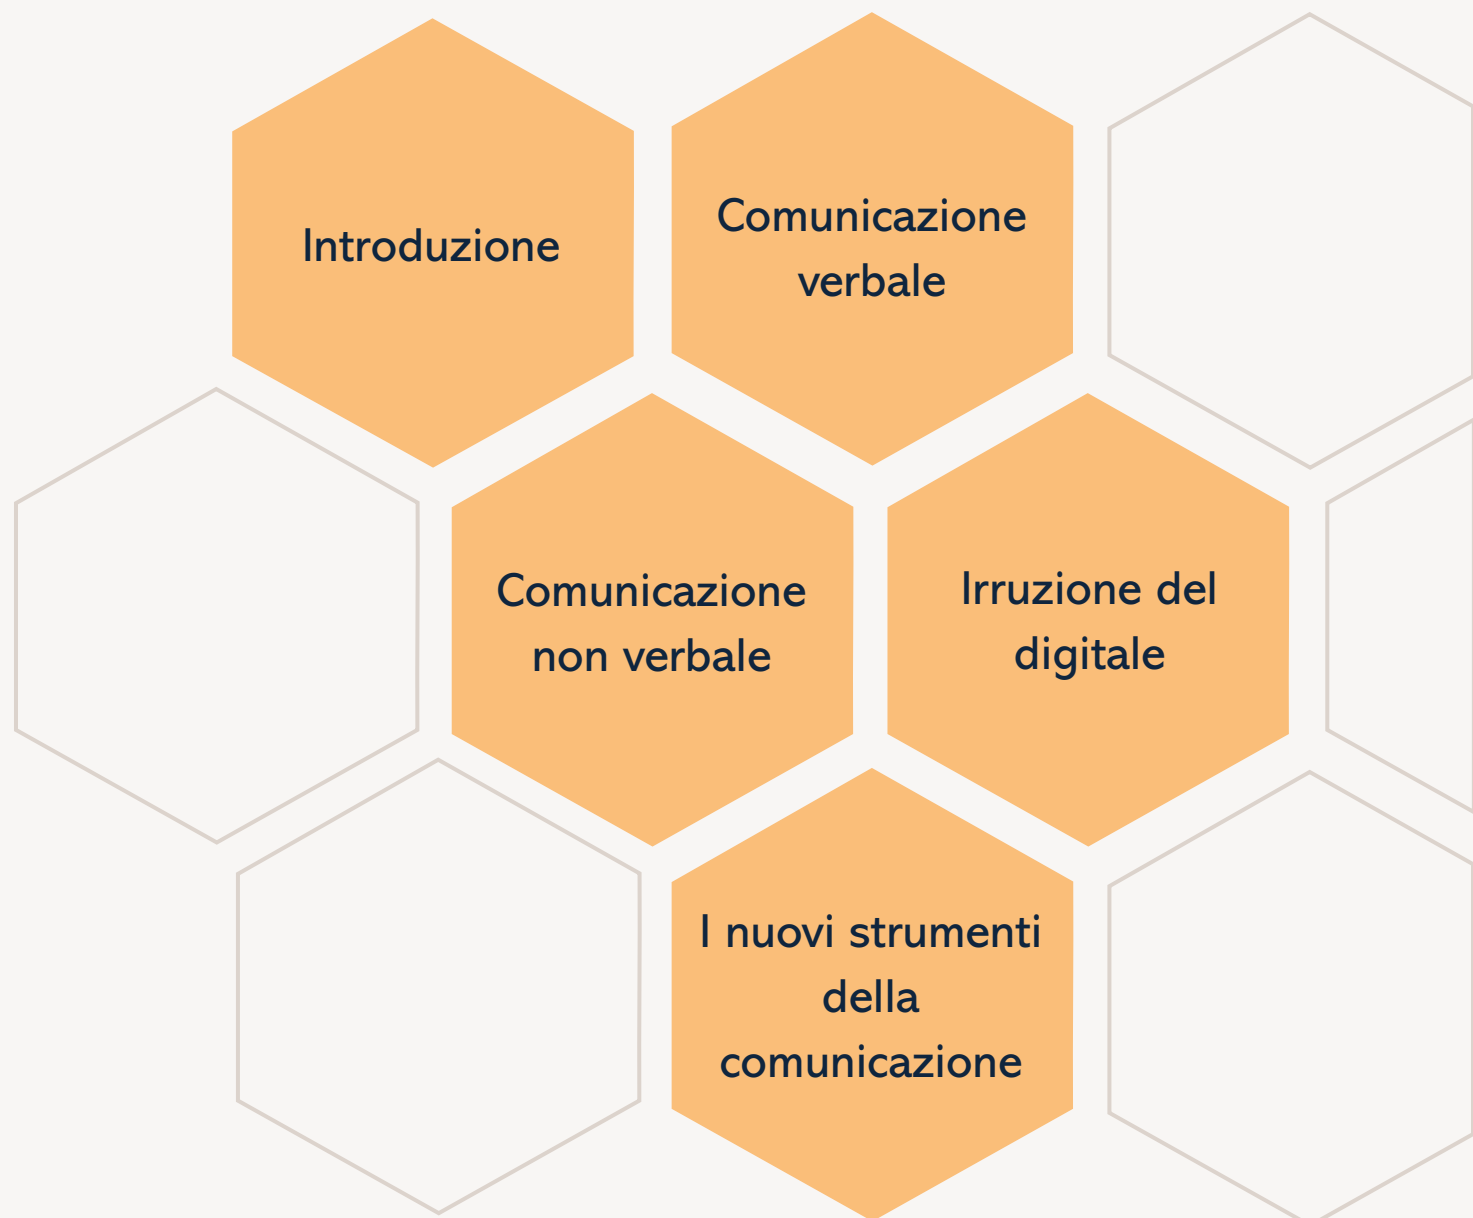 Introduzione
Comunicazione
verbale
Comunicazione
non verbale
Irruzione del
digitale
I nuovi strumenti
della
comunicazione